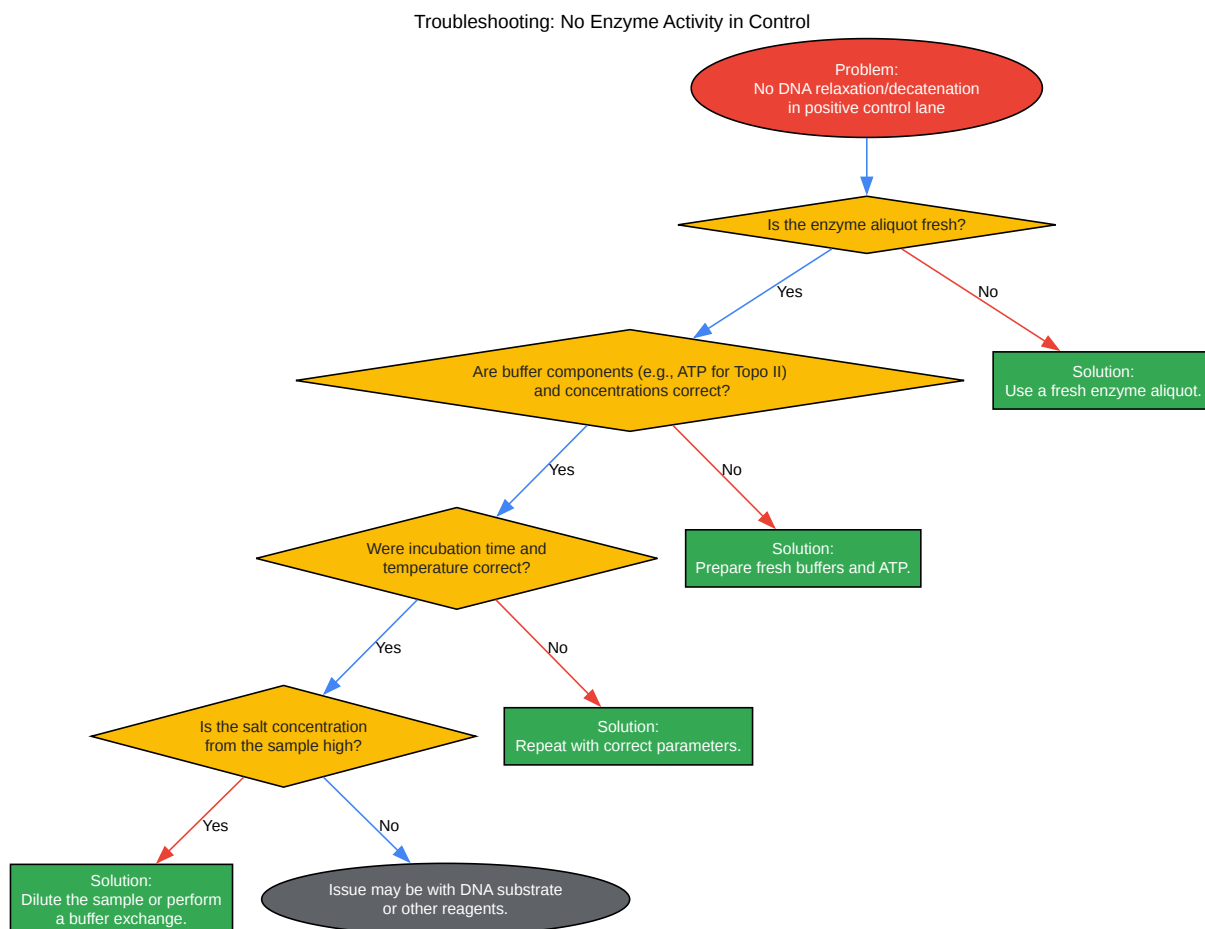 Troubleshooting: No Enzyme Activity in Control
Problem:
No DNA relaxation/decatenation
in positive control lane
Is the enzyme aliquot fresh?
Yes
No
Are buffer components (e.g., ATP for Topo II)
and concentrations correct?
Solution:
Use a fresh enzyme aliquot.
Yes
No
Were incubation time and
temperature correct?
Solution:
Prepare fresh buffers and ATP.
Yes
No
Is the salt concentration
from the sample high?
Solution:
Repeat with correct parameters.
Yes
No
Solution:
Dilute the sample or perform
a buffer exchange.
Issue may be with DNA substrate
or other reagents.